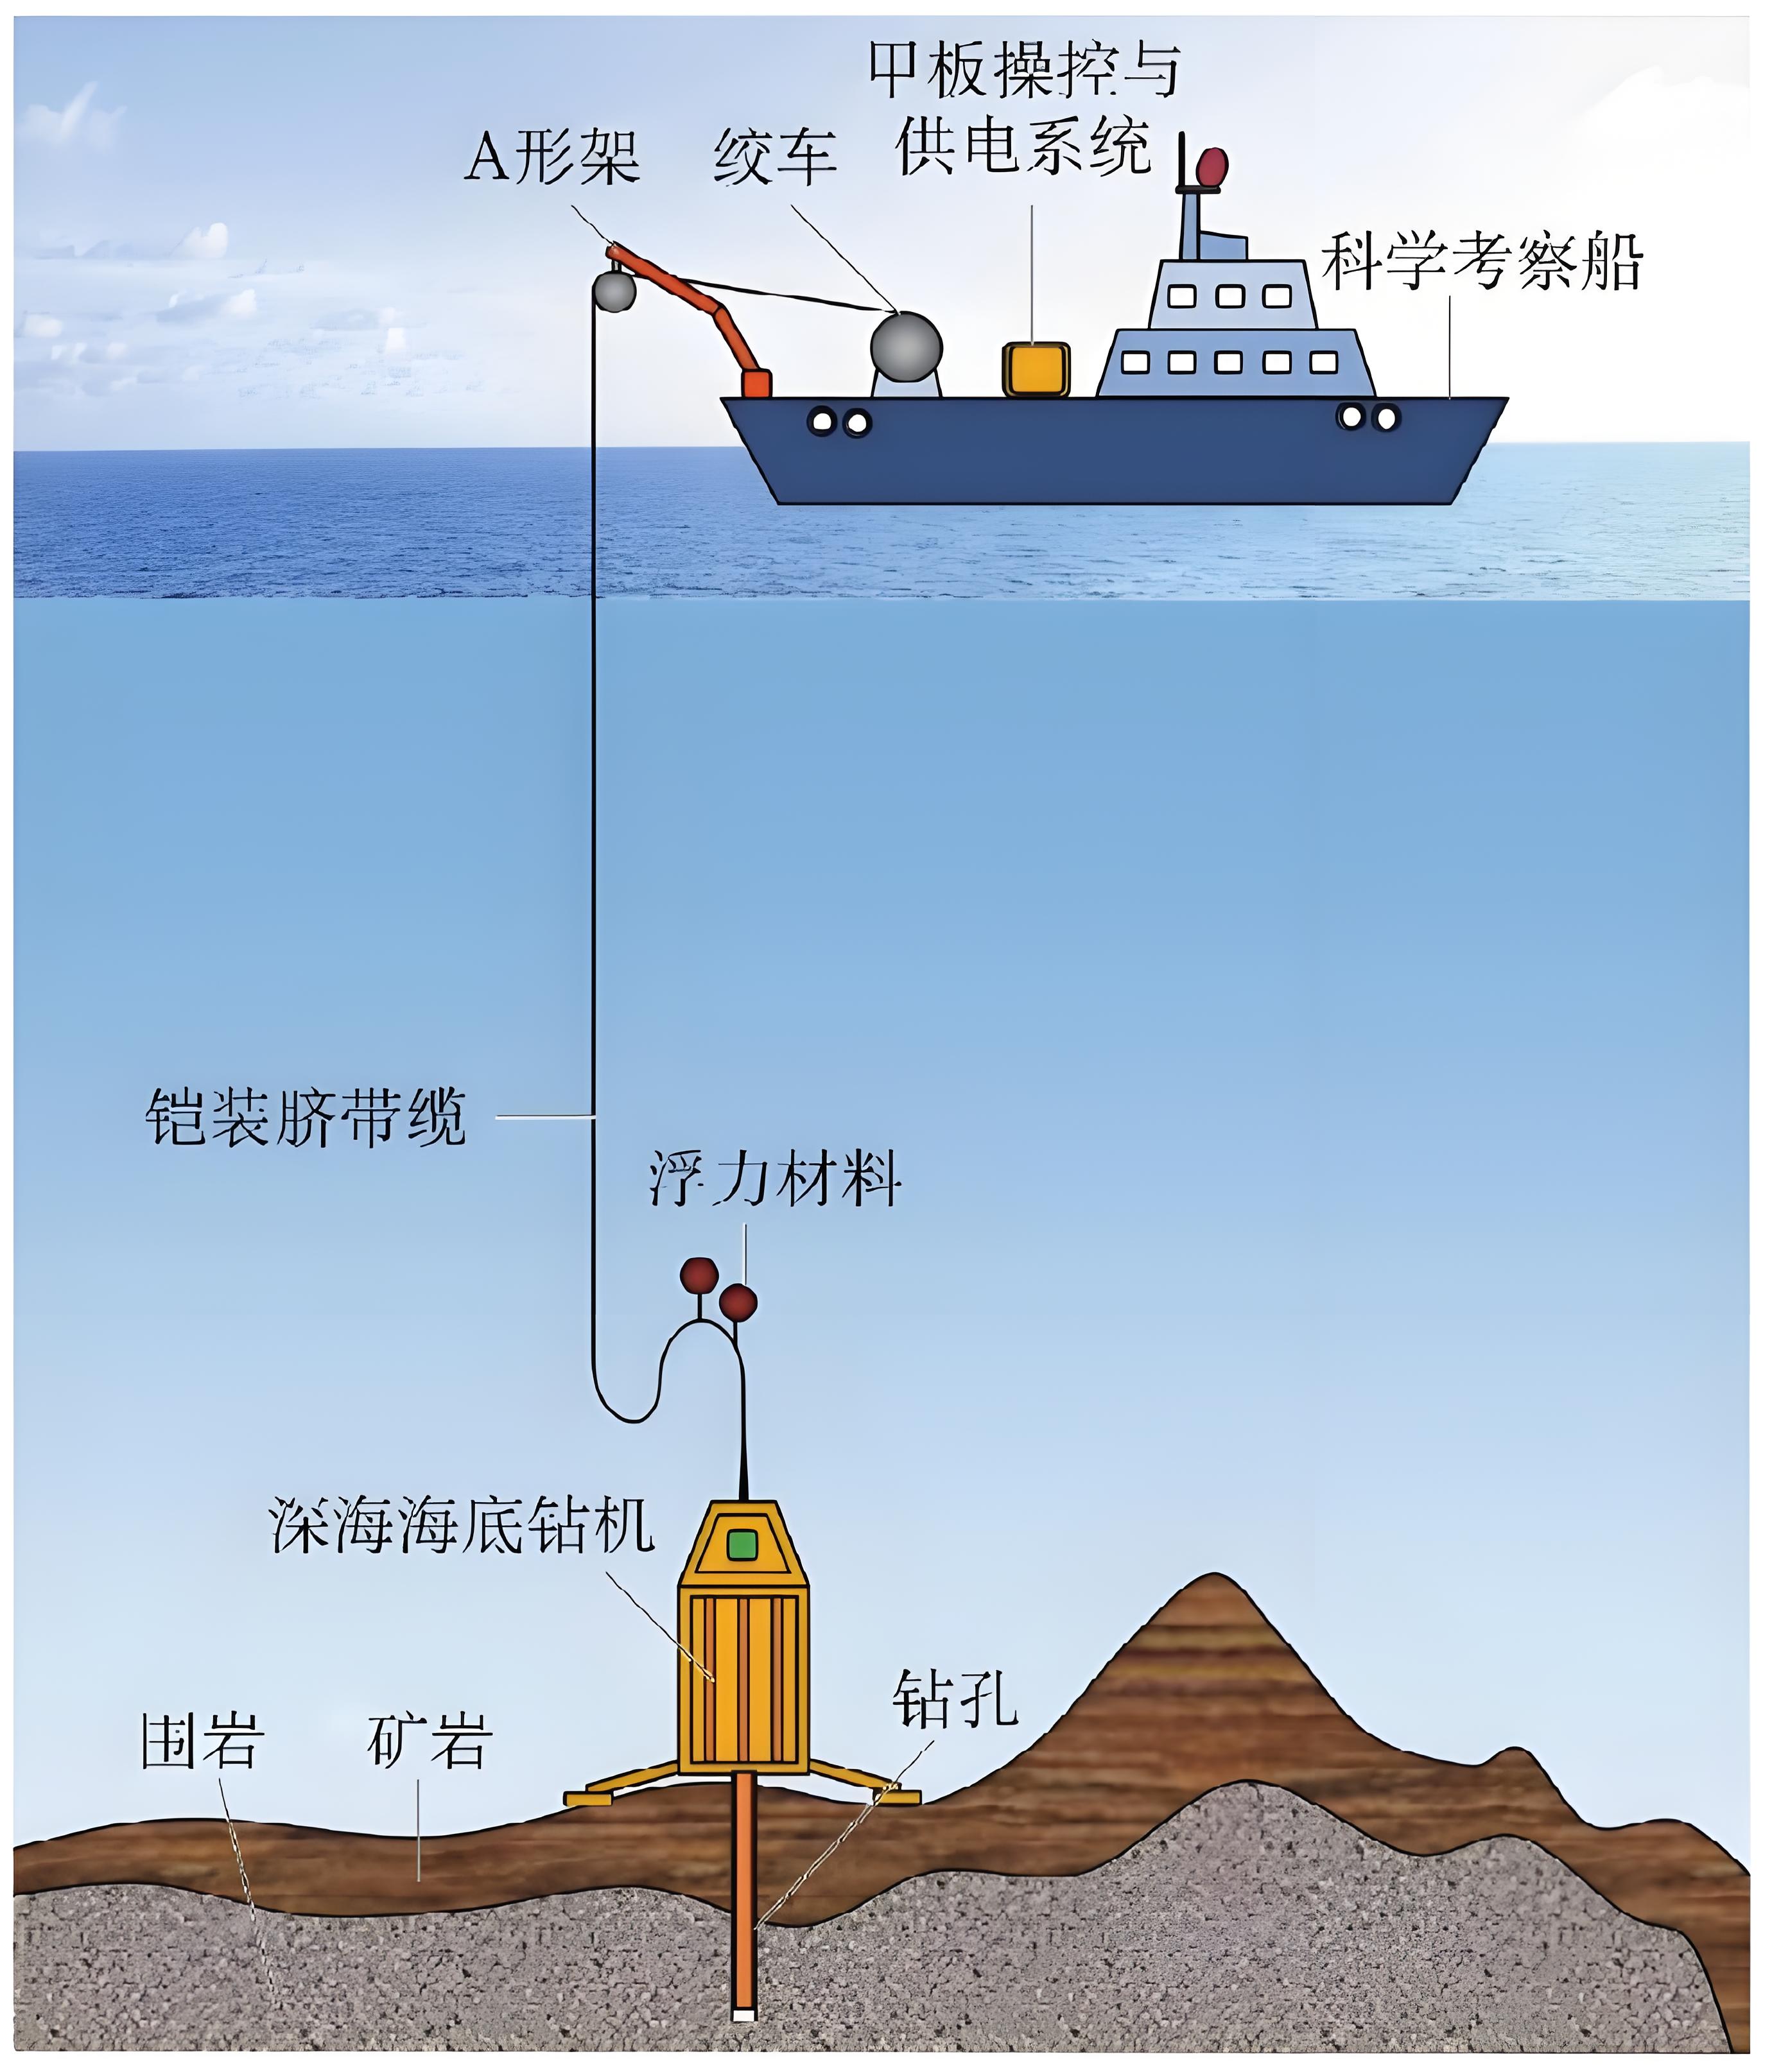 甲板操控与
供电系统
A形架
绞车
科学考察船
铠装脐带缆
浮力材料
深海海底钻机
钻孔
围岩
矿岩